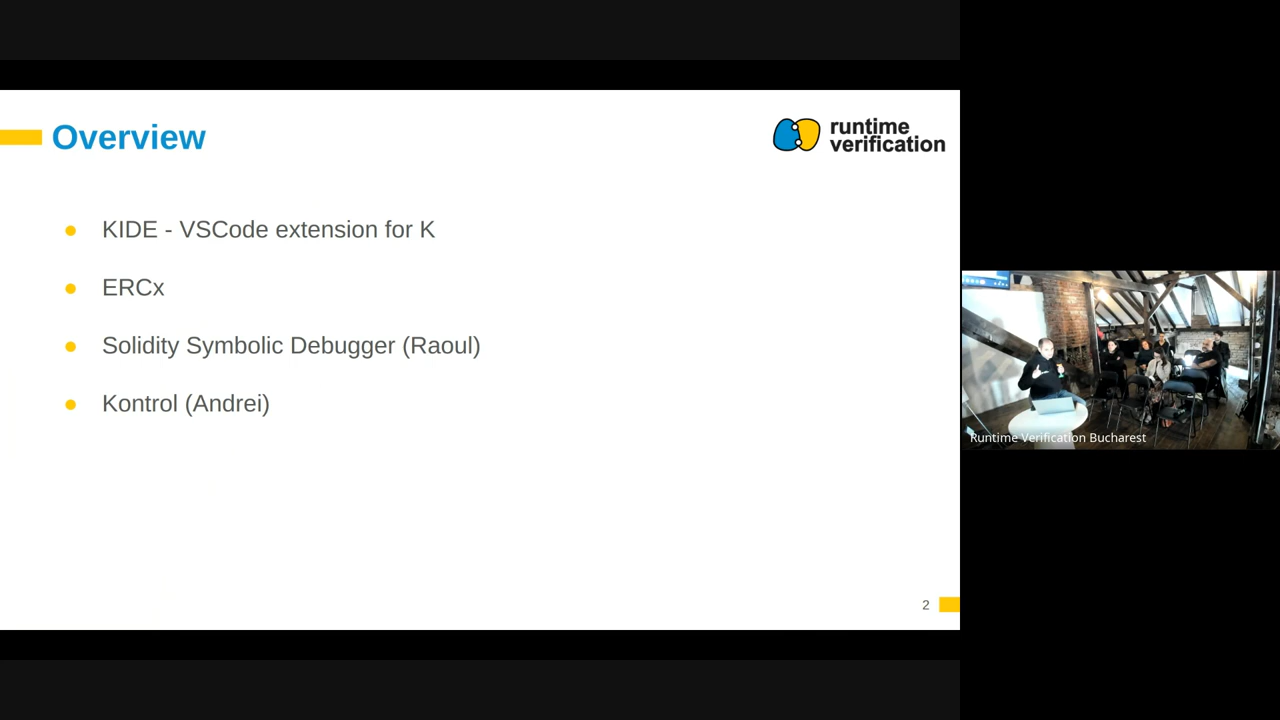 Overview
runtime
verification
KIDE - VSCode extension for K
ERCx
Solidity Symbolic Debugger (Raoul)
Kontrol (Andrei)
2
Runtime Verification Bucharest